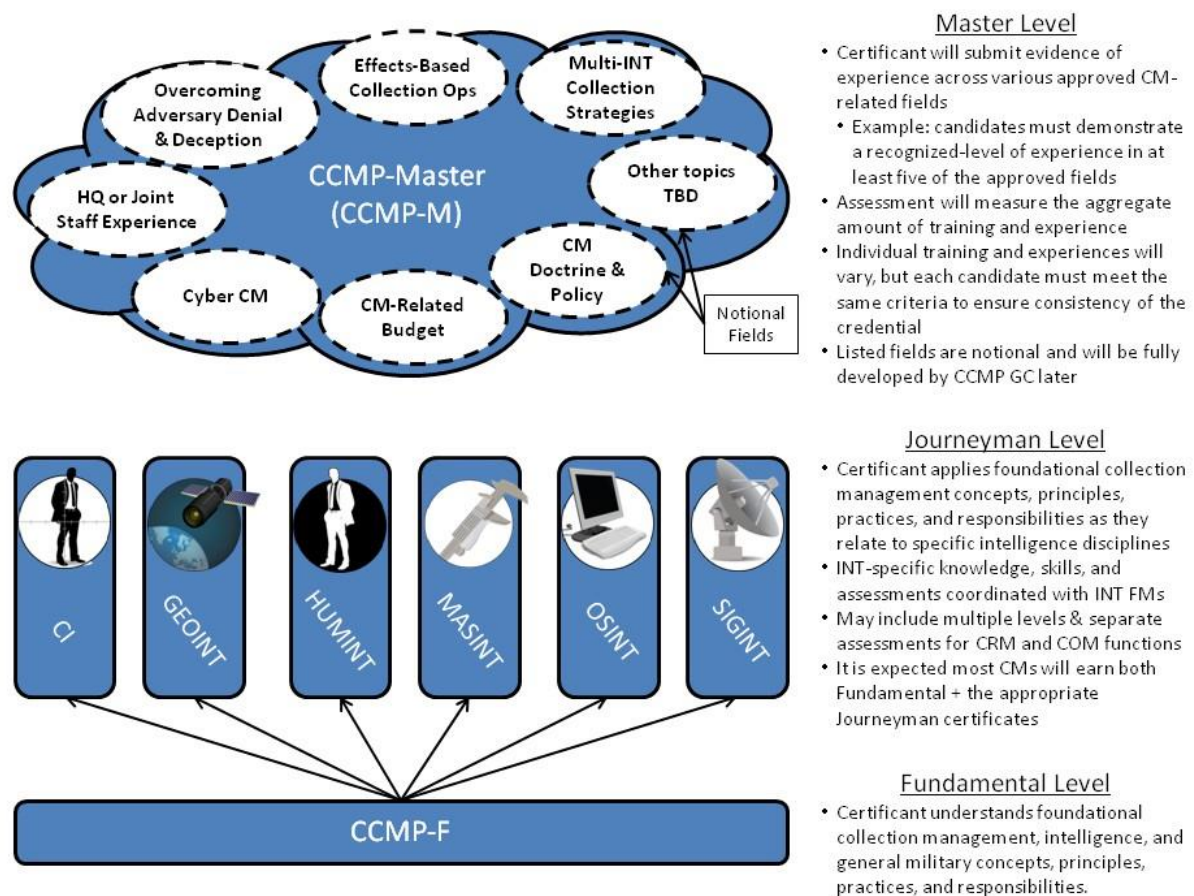 Effects-Based
Collection Ops
Multi-INT
Collection
Strategies
Overcoming
Adversary Denial
& Deception
CCMP-Master
(CCMP-M)
Other topics
TBD
HQ or Joint
Staff Experience
CM
Doctrine &
Policy
Cyber CM
CM-Related
Budget
Notional
Fields
Master Level
• Certificant will submit evidence of
experience across various approved CM-
related fields
• Example: candidates must demonstrate
a recognized-level of experience in at
least five of the approved fields
• Assessment will measure the aggregate
amount of training and experience
• Individual training and experiences will
vary, but each candidate must meet the
same criteria to ensure consistency of the
credential
• Listed fields are notional and will be fully
developed by CCMP GC later
CI
GEOINT
HUMINT
MASINT
OSINT
SIGINT
Journeyman Level
• Certificant applies foundational collection
management concepts, principles,
practices, and responsibilities as they
relate to specific intelligence disciplines
• INT-specific knowledge, skills, and
assessments coordinated with INT FMs
• May include multiple levels & separate
assessments for CRM and COM functions
• It is expected most CMs will earn both
Fundamental + the appropriate
Journeyman certificates
CCMP-F
Fundamental Level
• Certificant understands foundational
collection management, intelligence, and
general military concepts, principles,
practices, and responsibilities.